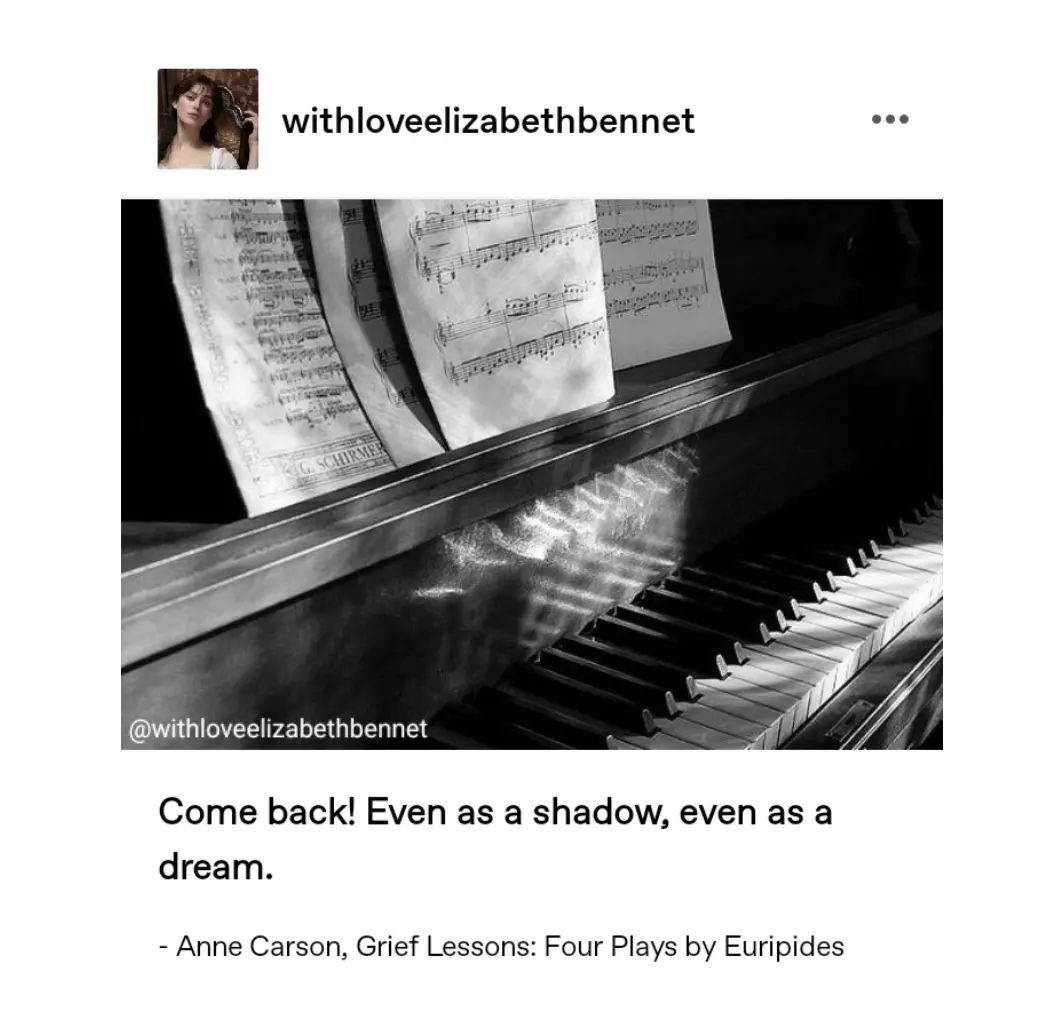 withloveelizabethbennet
G. SCHIRMER
@withloveelizabethbennet
Come back! Even as a shadow, even as a
dream.
- Anne Carson, Grief Lessons: Four Plays by Euripides